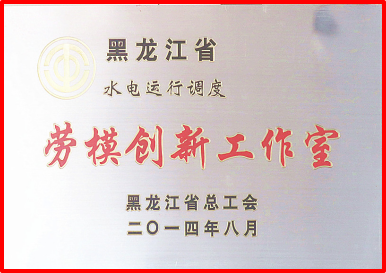 黑龙江省
水电运行调度
劳模创新工作室
黑龙江省总工会
二〇一四年八月